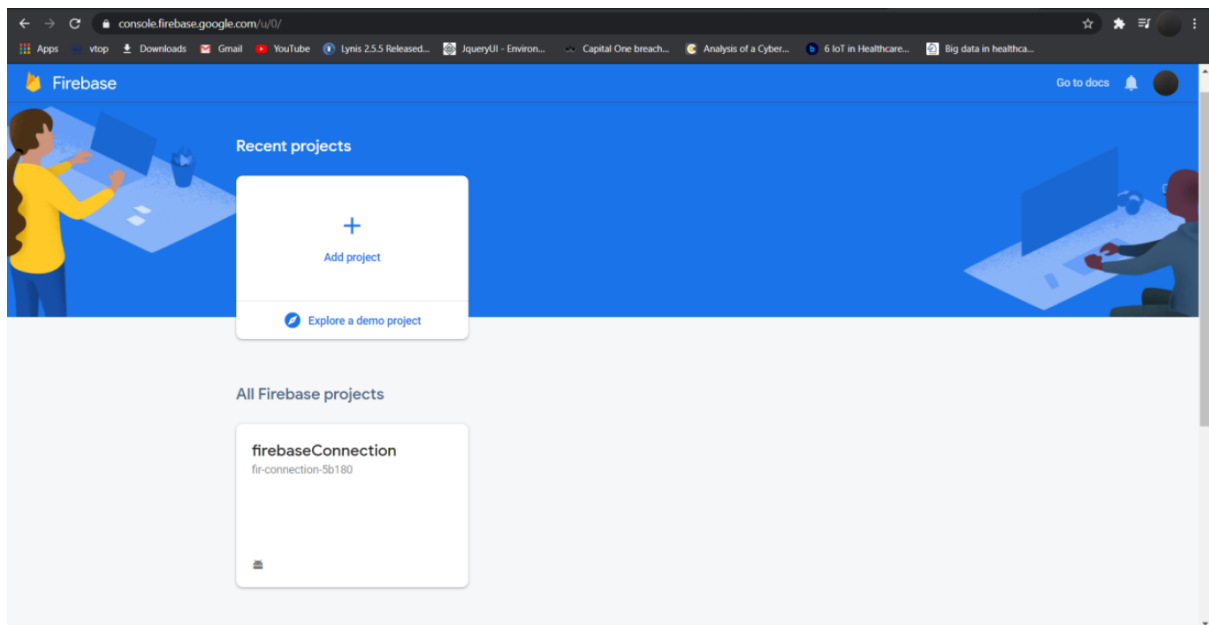 console.firebase.google.com/u/0/
Apps vtop Downloads Gmail YouTube Lynis 2.5.5 Released... JqueryUI - Environ... Capital One breach... Analysis of a Cyber... 6 IoT in Healthcare... Big data in healthca...
Firebase Go to docs
Recent projects
+
Add project
Explore a demo project
All Firebase projects
firebaseConnection
fir-connection-5b180